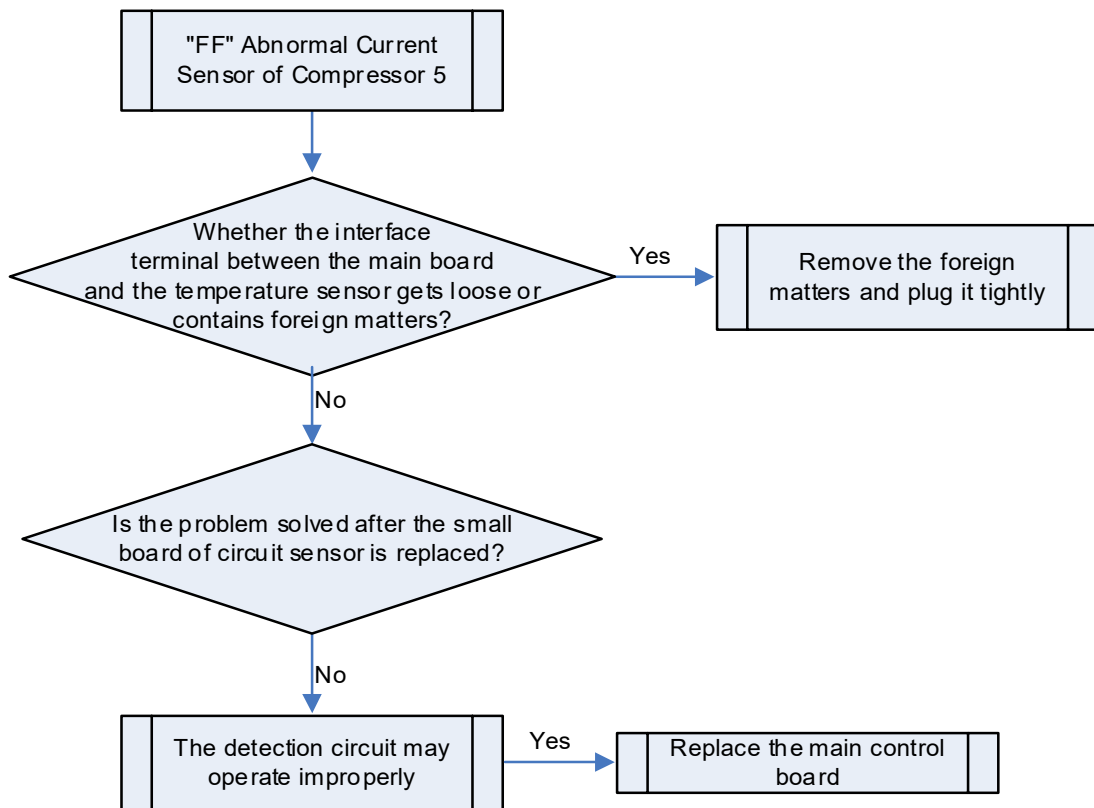 "FF" Abnormal Current
Sensor of Compressor 5
Whether the interface
terminal between the main board
and the temperature sensor gets loose or
contains foreign matters?
Yes
Remove the foreign
matters and plug it tightly
No
Is the problem solved after the small
board of circuit sensor is replaced?
No
The detection circuit may
operate improperly
Yes
Replace the main control
board